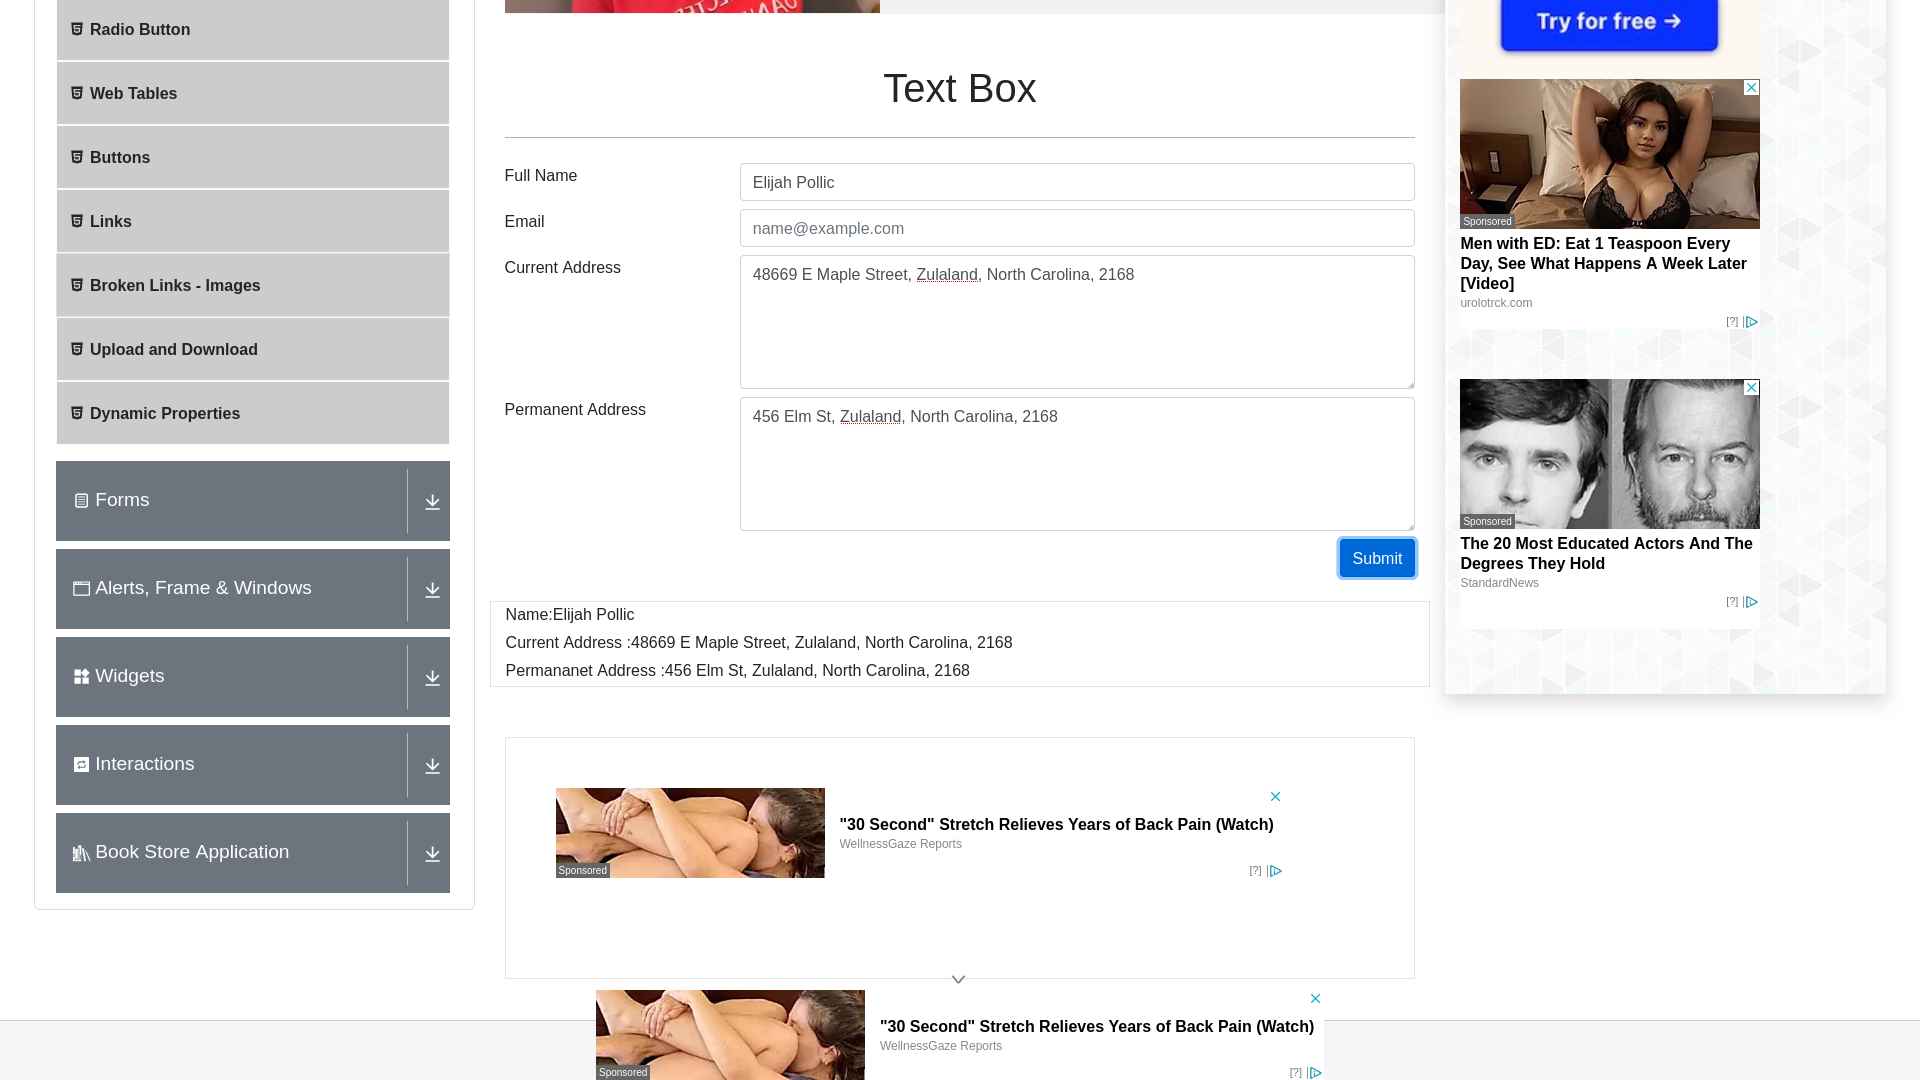 Radio Button
Web Tables
Buttons
Links
Broken Links - Images
Upload and Download
Dynamic Properties
Forms
Alerts, Frame & Windows
Widgets
Interactions
Book Store Application
Text Box
Full Name
Elijah Pollic
Email
name@example.com
Current Address
48669 E Maple Street, Zulaland, North Carolina, 2168
Permanent Address
456 Elm St, Zulaland, North Carolina, 2168
Submit
Name:Elijah Pollic
Current Address :48669 E Maple Street, Zulaland, North Carolina, 2168
Permananet Address :456 Elm St, Zulaland, North Carolina, 2168
Sponsored
"30 Second" Stretch Relieves Years of Back Pain (Watch)
WellnessGaze Reports
[?]
Sponsored
"30 Second" Stretch Relieves Years of Back Pain (Watch)
WellnessGaze Reports
[?]
Try for free →
Sponsored
Men with ED: Eat 1 Teaspoon Every
Day, See What Happens A Week Later
[Video]
urolotrck.com
[?]
Sponsored
The 20 Most Educated Actors And The
Degrees They Hold
StandardNews
[?]